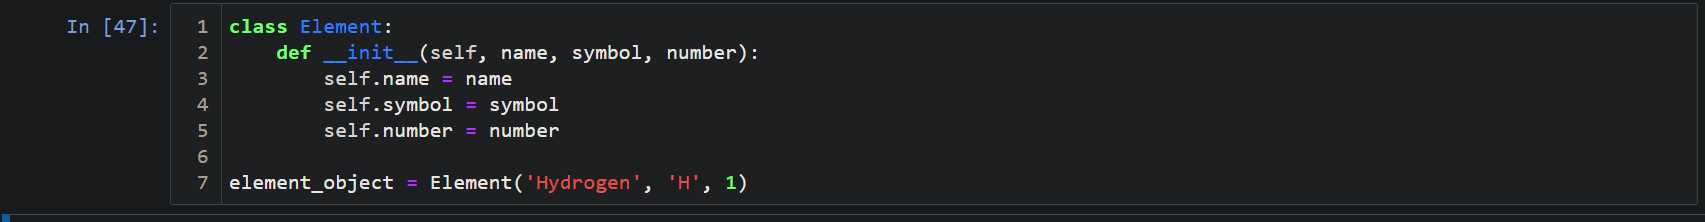 In [47]:
1 class Element:
2     def __init__(self, name, symbol, number):
3         self.name = name
4         self.symbol = symbol
5         self.number = number
6
7 element_object = Element('Hydrogen', 'H', 1)